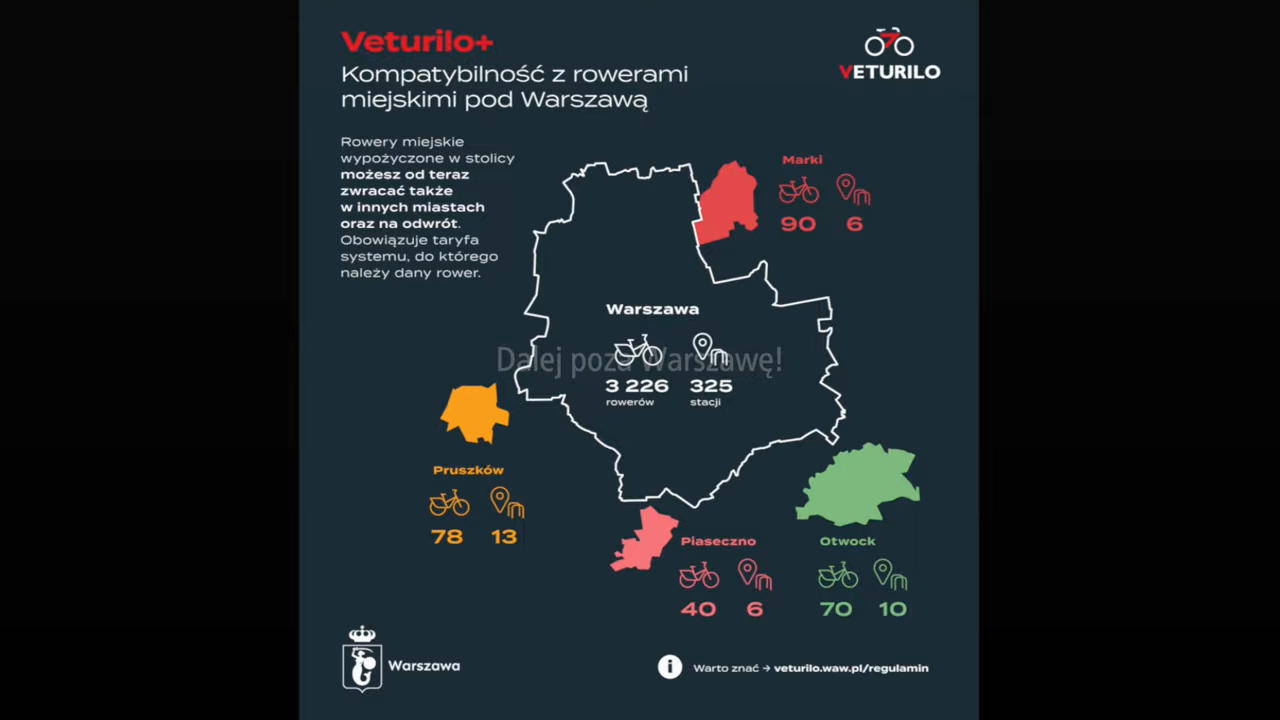 Veturilo+
Kompatybilność z rowerami
miejskimi pod Warszawą
VETURILO
Rowery miejskie
wypożyczone w stolicy
możesz od teraz
zwracać także
w innych miastach
oraz na odwrót.
Obowiązuje taryfa
systemu, do którego
należy dany rower.
Marki
90 6
Warszawa
Dalej poza Warszawę!
3 226 325
rowerów stacji
Pruszków
78 13
Piaseczno
40 6
Otwock
70 10
Warszawa
i Warto znać → veturilo.waw.pl/regulamin